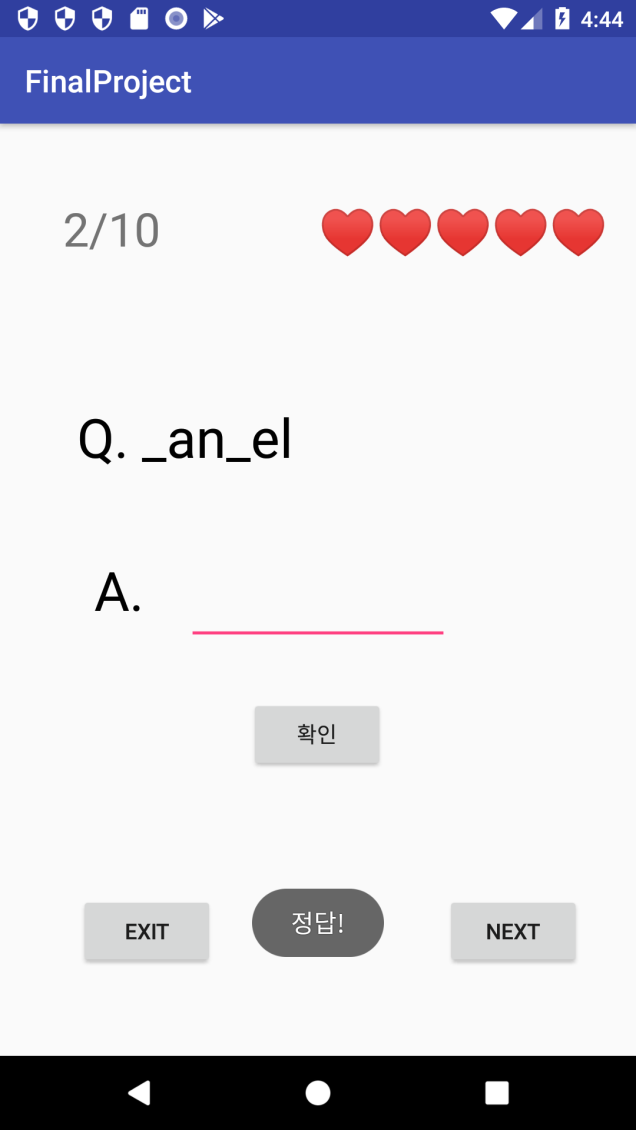 4:44
FinalProject
2/10
Q. _an_el
A.
확인
EXIT
정답!
NEXT